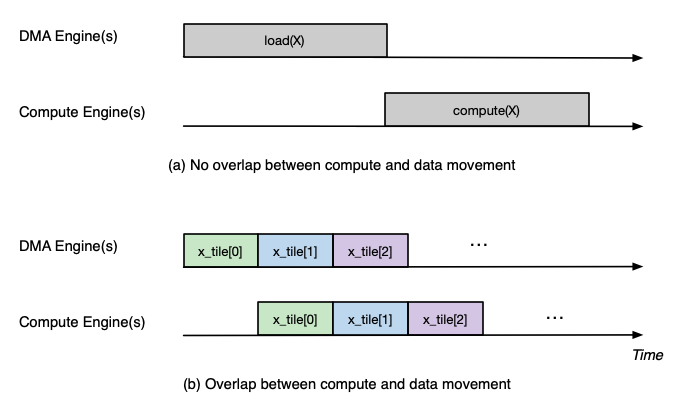 DMA Engine(s)
load(X)
Compute Engine(s)
compute(X)
(a) No overlap between compute and data movement
DMA Engine(s)
x_tile[0] x_tile[1] x_tile[2] ...
Compute Engine(s)
x_tile[0] x_tile[1] x_tile[2] ...
Time
(b) Overlap between compute and data movement